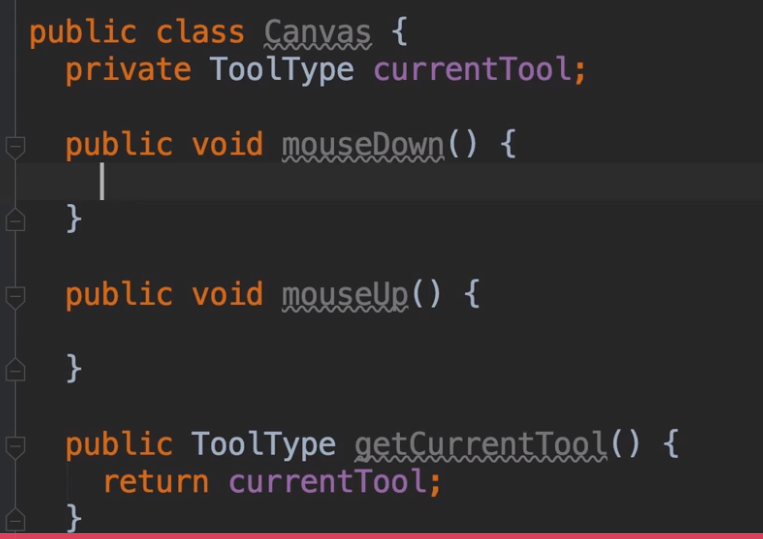 public class Canvas {
private ToolType currentTool;
public void mouseDown() {
}
public void mouseUp() {
}
public ToolType getCurrentTool() {
return currentTool;
}